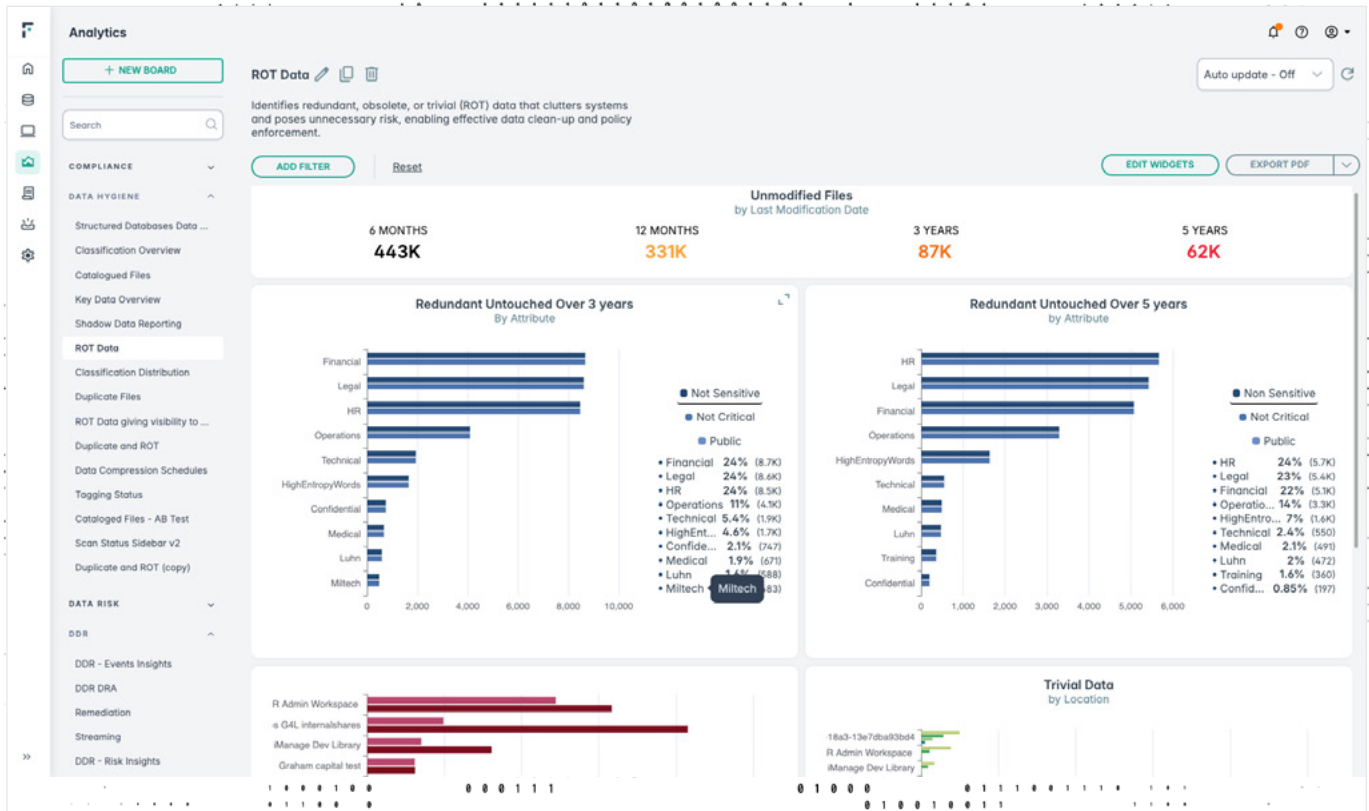 Analytics
+ NEW BOARD
Search
COMPLIANCE
DATA HYGIENE
Structured Databases Data ...
Classification Overview
Catalogued Files
Key Data Overview
Shadow Data Reporting
ROT Data
Classification Distribution
Duplicate Files
ROT Data giving visibility to ...
Duplicate and ROT
Data Compression Schedules
Tagging Status
Cataloged Files - AB Test
Scan Status Sidebar v2
Duplicate and ROT (copy)
DATA RISK
DDR
DDR - Events Insights
DDR DRA
Remediation
Streaming
DDR - Risk Insights
ROT Data
Auto update - Off
Identifies redundant, obsolete, or trivial (ROT) data that clutters systems
and poses unnecessary risk, enabling effective data clean-up and policy
enforcement.
ADD FILTER
Reset
EDIT WIDGETS
EXPORT PDF
Unmodified Files
by Last Modification Date
6 MONTHS
443K
12 MONTHS
331K
3 YEARS
87K
5 YEARS
62K
Redundant Untouched Over 3 years
By Attribute
Financial
Legal
HR
Operations
Technical
HighEntropyWords
Confidential
Medical
Luhn
Miltech
0 2,000 4,000 6,000 8,000 10,000
Not Sensitive
Not Critical
Public
• Financial 24% (8.7K)
• Legal 24% (8.6K)
• HR 24% (8.5K)
• Operations 11% (4.1K)
• Technical 5.4% (1.9K)
• HighEnt... 4.6% (1.7K)
• Confide... 2.1% (747)
• Medical 1.9% (671)
• Luhn 1.6% (588)
• Miltech
Miltech
Redundant Untouched Over 5 years
by Attribute
HR
Legal
Financial
Operations
HighEntropyWords
Technical
Medical
Luhn
Training
Confidential
0 1,000 2,000 3,000 4,000 5,000 6,000
Non Sensitive
Not Critical
Public
• HR 24% (5.7K)
• Legal 23% (5.4K)
• Financial 22% (5.1K)
• Operatio... 14% (3.3K)
• HighEntro... 7% (1.6K)
• Technical 2.4% (550)
• Medical 2.1% (491)
• Luhn 2% (472)
• Training 1.6% (360)
• Confid... 0.85% (197)
R Admin Workspace
s G4L internalshares
iManage Dev Library
Graham capital test
Trivial Data
by Location
18a3-13e7dba93bd4
R Admin Workspace
iManage Dev Library